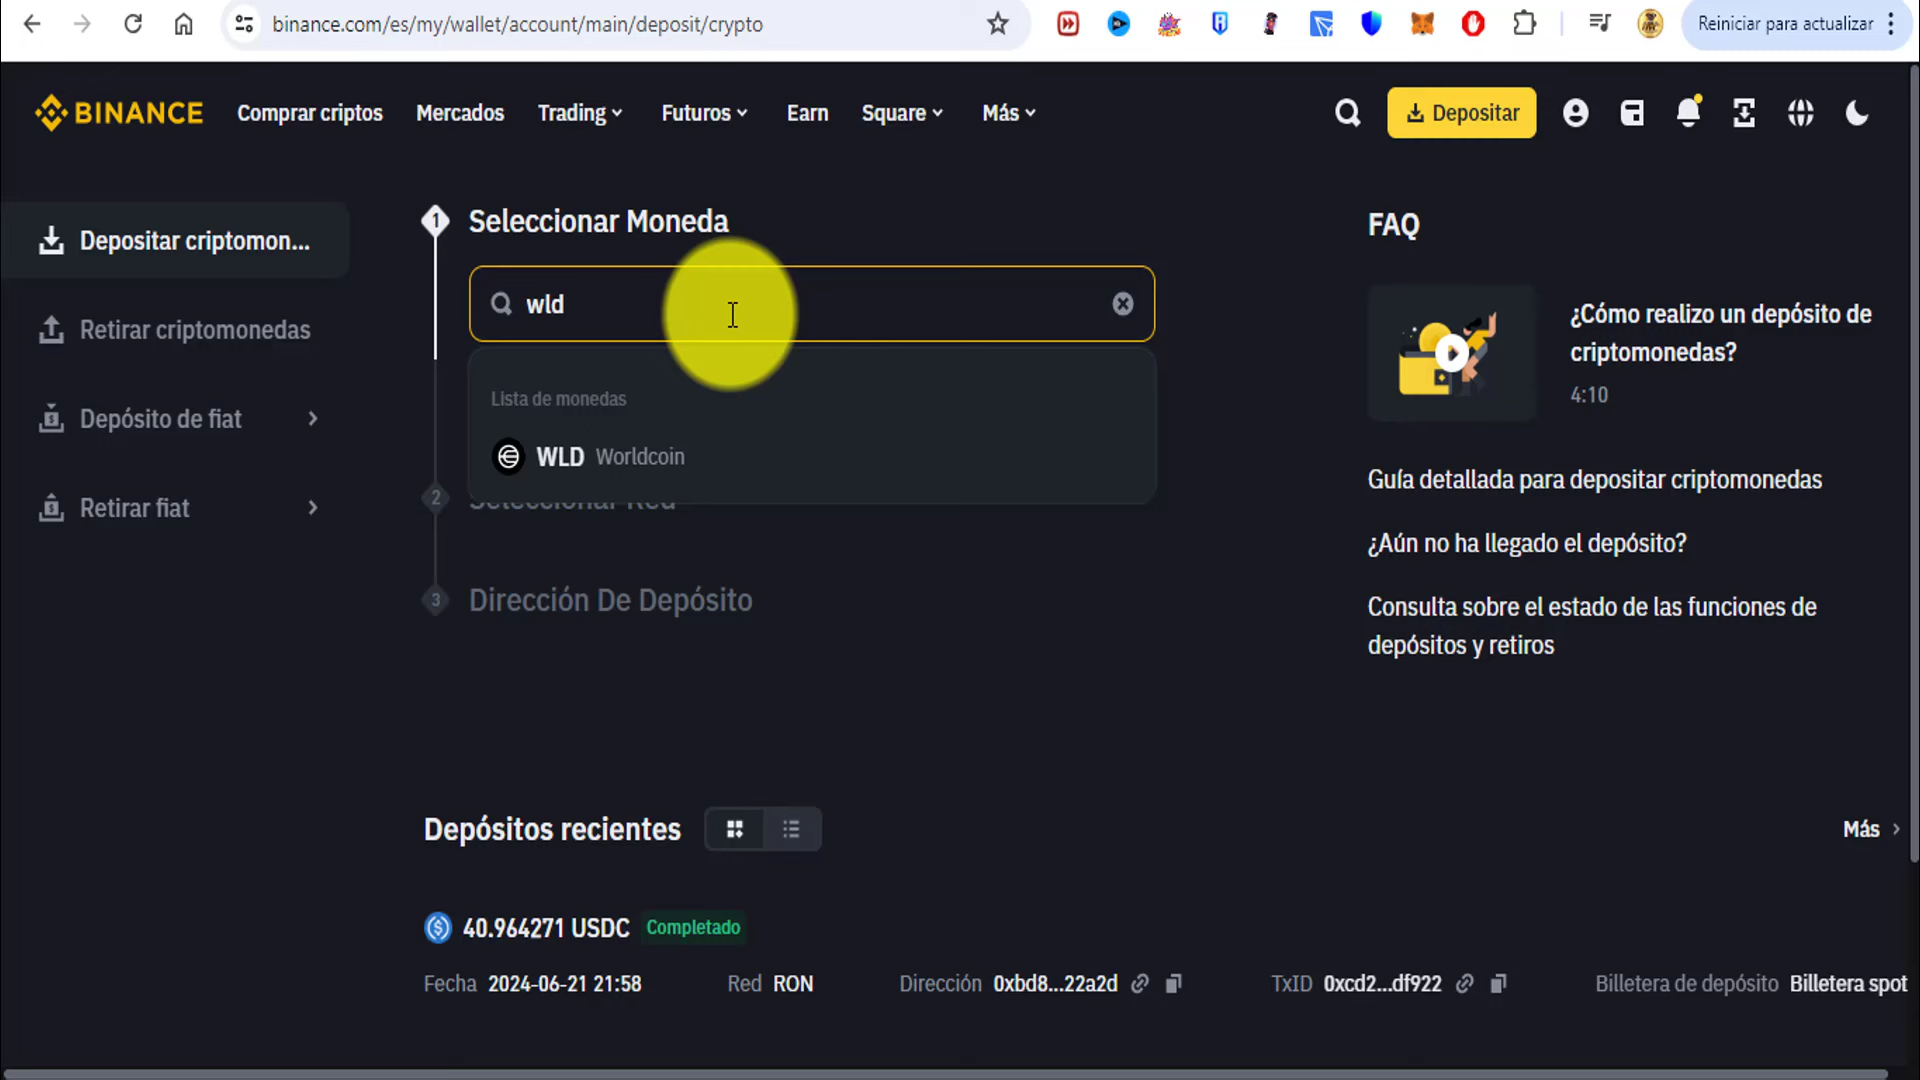 binance.com/es/my/wallet/account/main/deposit/crypto
Reiniciar para actualizar
BINANCE
Comprar criptos
Mercados
Trading
Futuros
Earn
Square
Más
Depositar
Depositar criptomon...
Retirar criptomonedas
Depósito de fiat
Retirar fiat
1
Seleccionar Moneda
wld
Lista de monedas
WLD Worldcoin
2
Seleccionar Red
3
Dirección De Depósito
FAQ
¿Cómo realizo un depósito de
criptomonedas?
4:10
Guía detallada para depositar criptomonedas
¿Aún no ha llegado el depósito?
Consulta sobre el estado de las funciones de
depósitos y retiros
Depósitos recientes
Más
40.964271 USDC Completado
Fecha 2024-06-21 21:58
Red RON
Dirección 0xbd8...22a2d
TxID 0xcd2...df922
Billetera de depósito Billetera spot